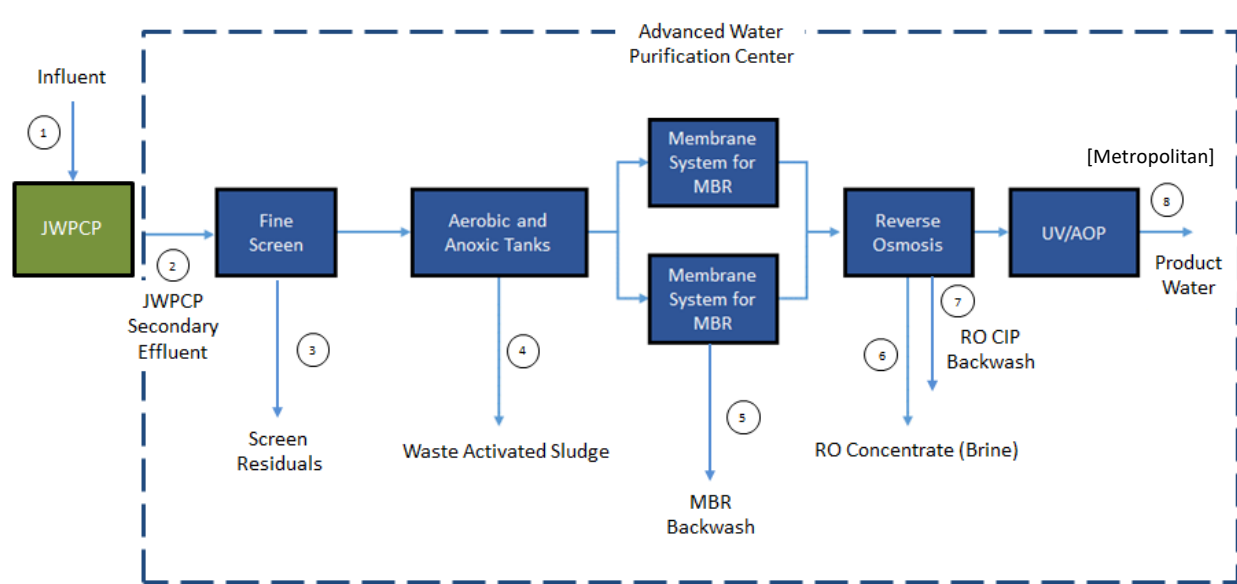 Advanced Water
Purification Center
Influent
1
JWPCP
2
JWPCP
Secondary
Effluent
Fine
Screen
3
Screen
Residuals
Aerobic and
Anoxic Tanks
4
Waste Activated Sludge
Membrane
System for
MBR
Membrane
System for
MBR
5
MBR
Backwash
Reverse
Osmosis
6
RO Concentrate (Brine)
7
RO CIP
Backwash
UV/AOP
[Metropolitan]
8
Product
Water